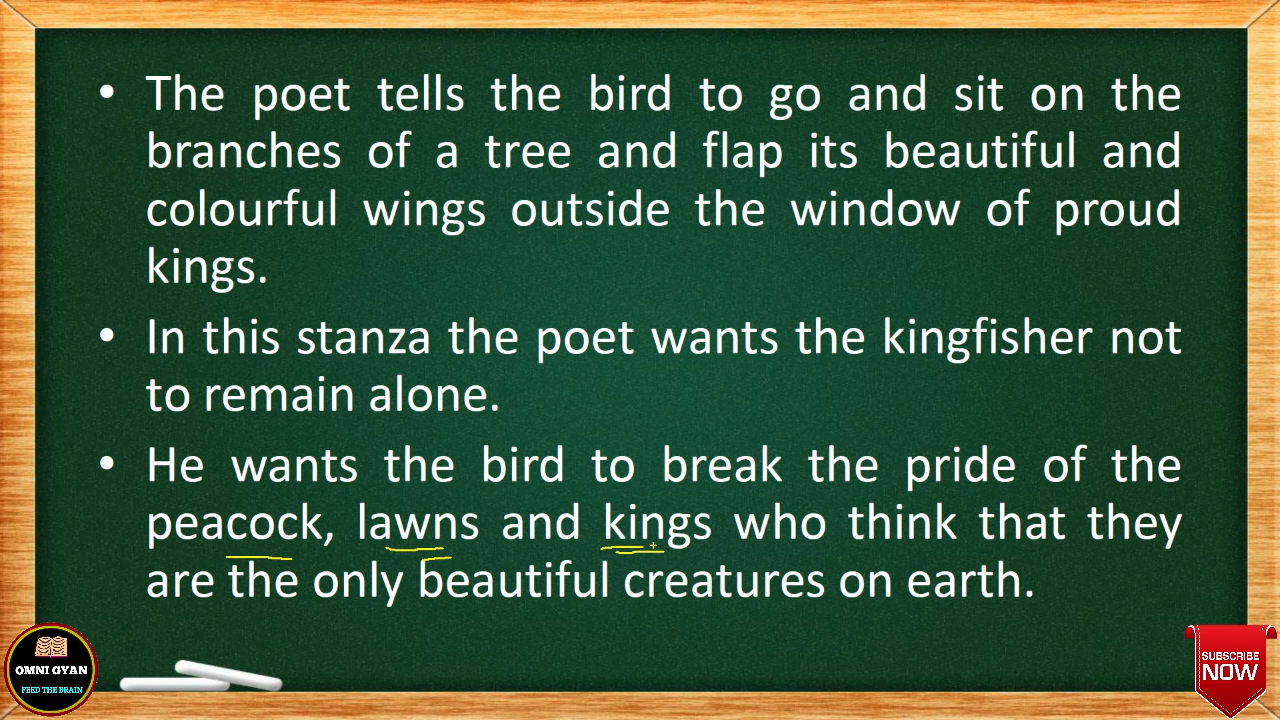 • The poet tells the bird to go and sit on the
branches of a tree and flap its beautiful and
colourful wings outside the window of proud
kings.
• In this stanza the poet wants the kingfisher not
to remain alone.
• He wants the bird to break the pride of the
peacock, lawns and kings who think that they
are the only beautiful creatures on earth.
OMNI GYAN
FEED THE BRAIN
SUBSCRIBE
NOW